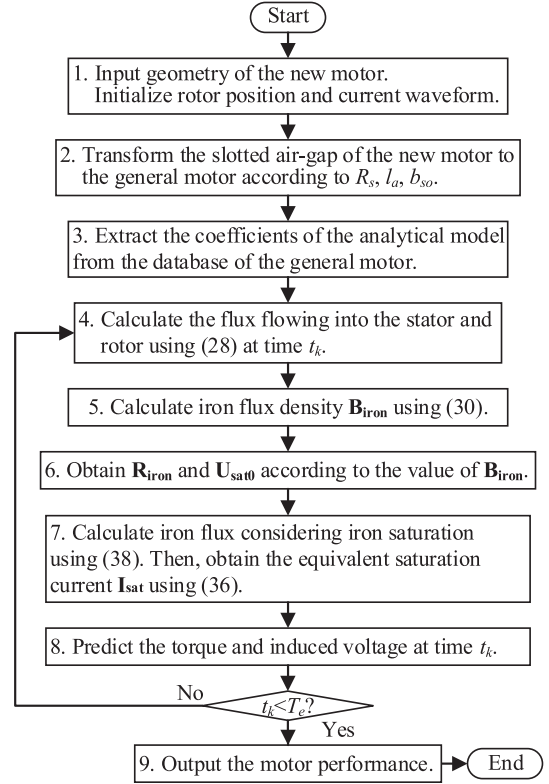 Start
1. Input geometry of the new motor.
Initialize rotor position and current waveform.
2. Transform the slotted air-gap of the new motor to
the general motor according to Rs, la, bso.
3. Extract the coefficients of the analytical model
from the database of the general motor.
4. Calculate the flux flowing into the stator and
rotor using (28) at time tk.
5. Calculate iron flux density Biron using (30).
6. Obtain Riron and Usat0 according to the value of Biron.
7. Calculate iron flux considering iron saturation
using (38). Then, obtain the equivalent saturation
current Isat using (36).
8. Predict the torque and induced voltage at time tk.
No
tk<Te?
Yes
9. Output the motor performance.
End